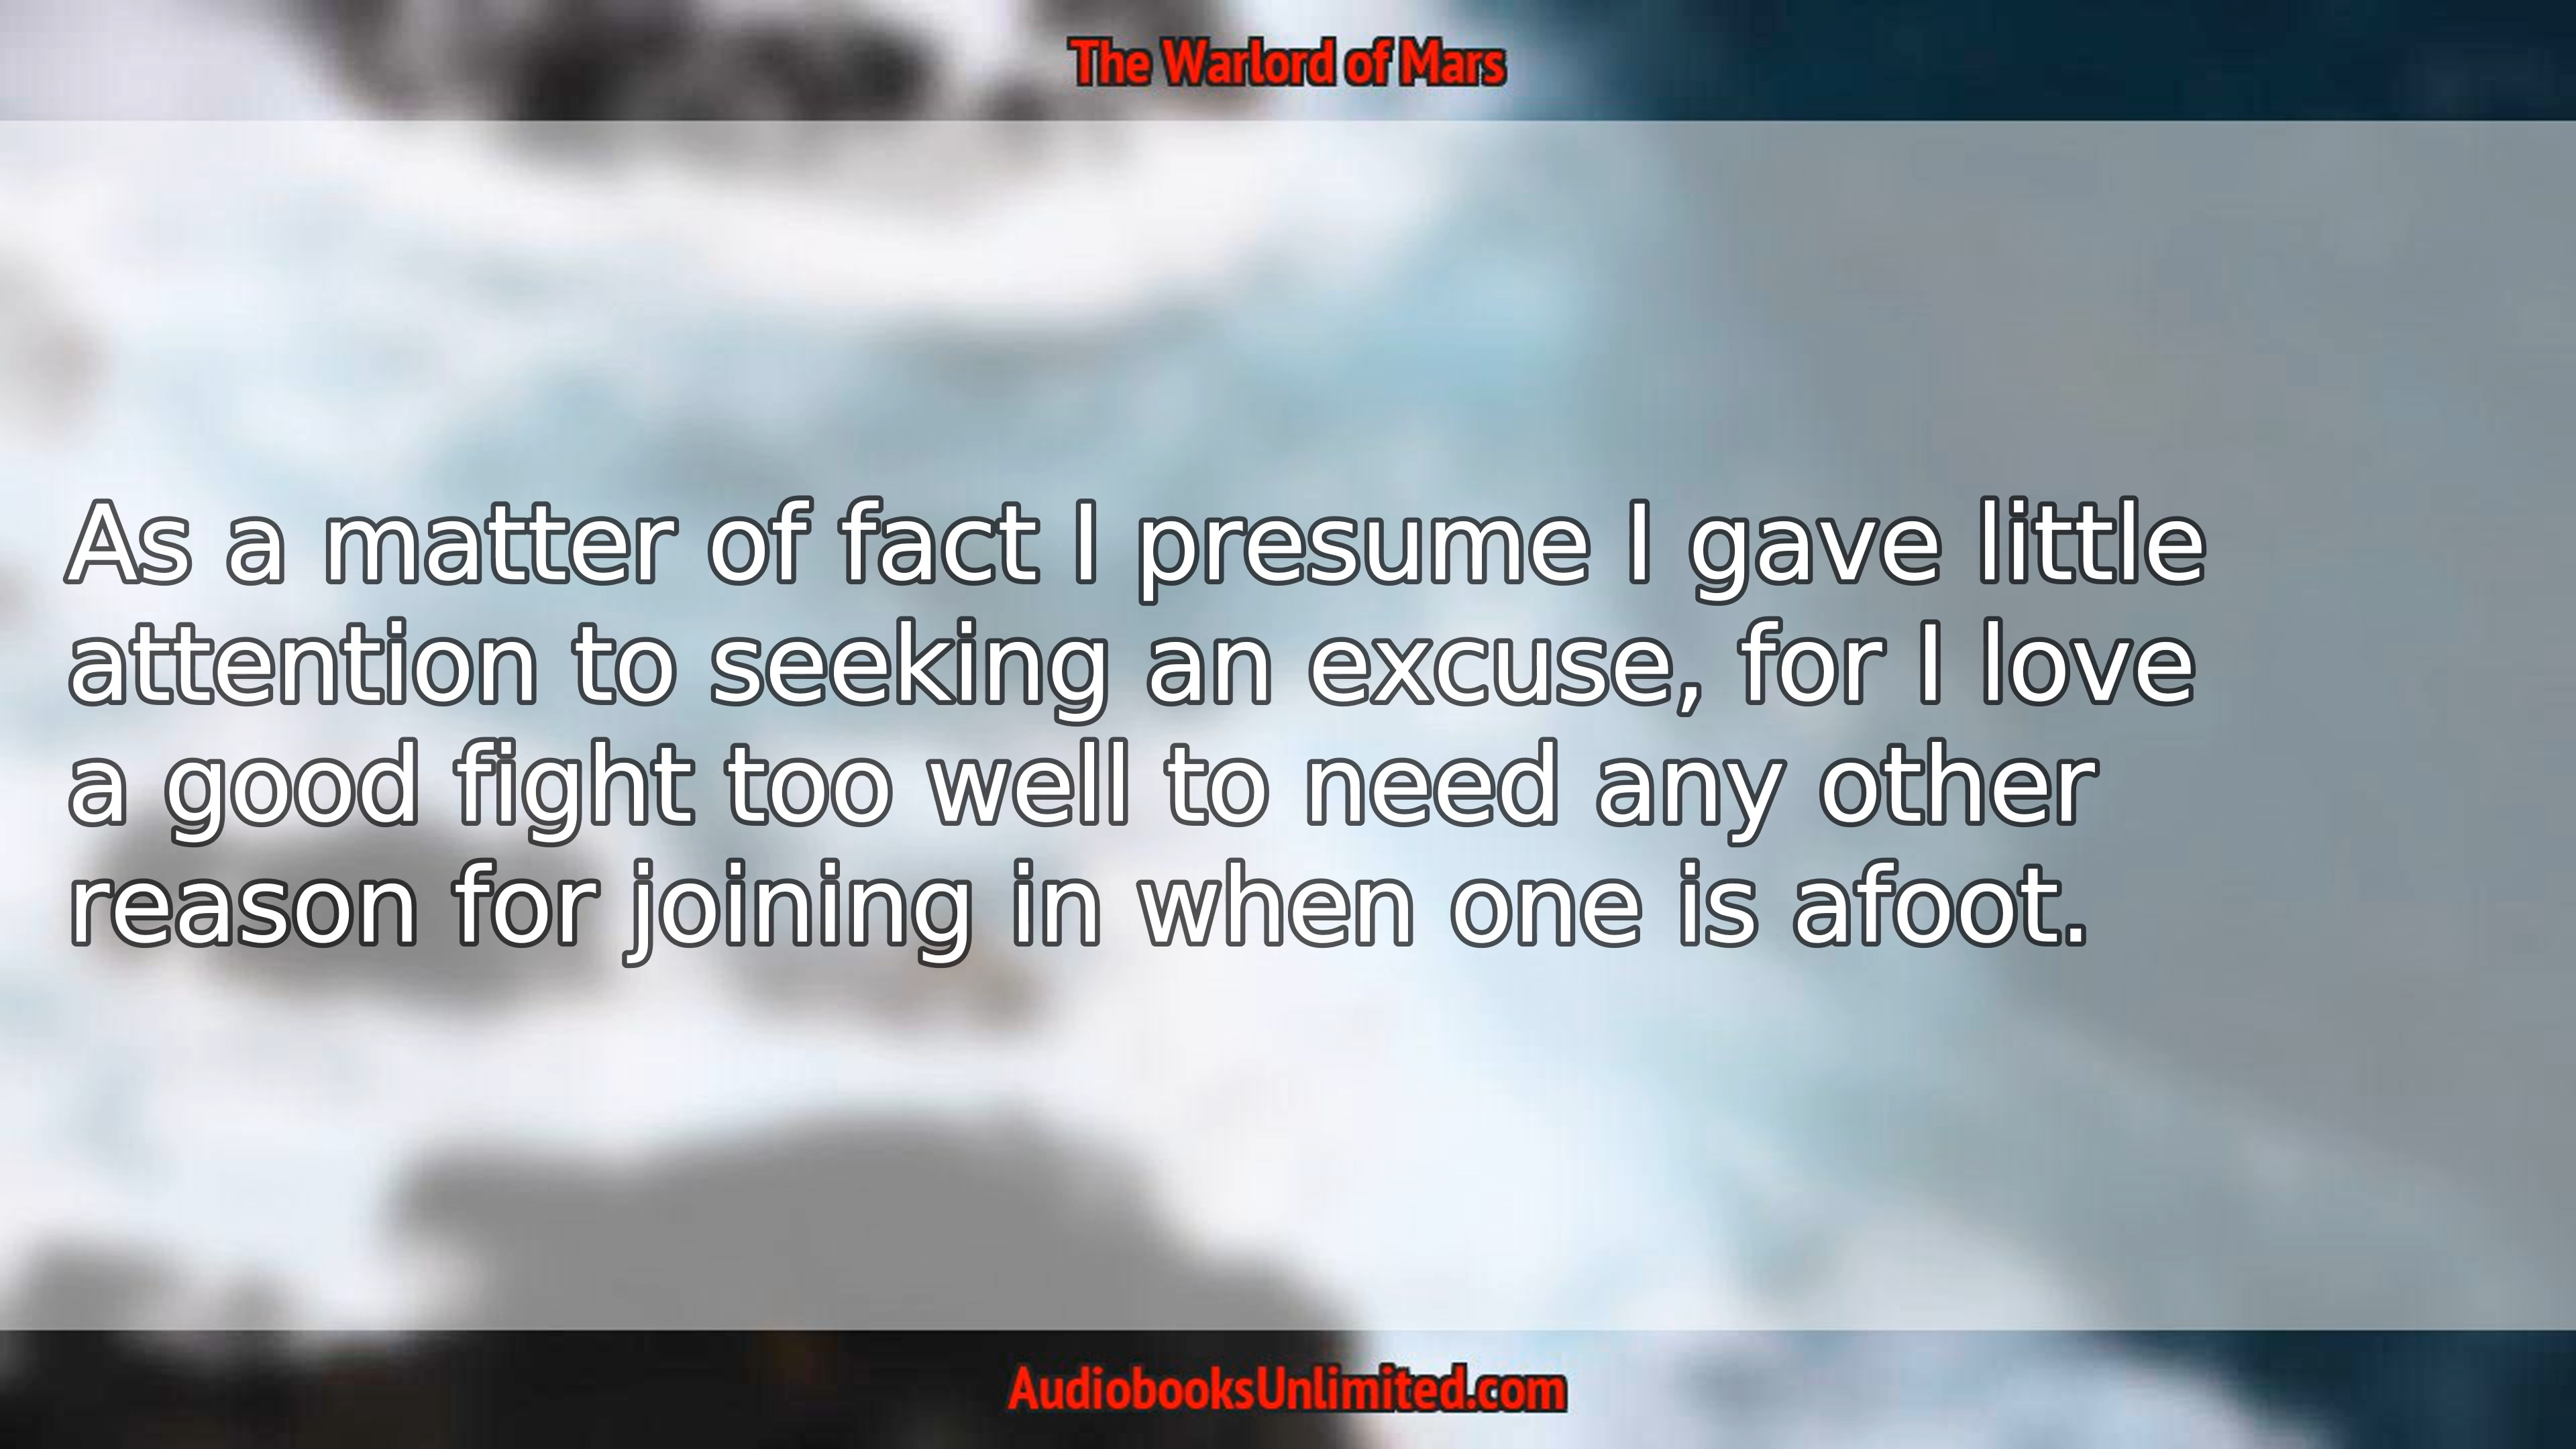 The Warlord of Mars
As a matter of fact I presume I gave little
attention to seeking an excuse, for I love
a good fight too well to need any other
reason for joining in when one is afoot.
AudiobooksUnlimited.com